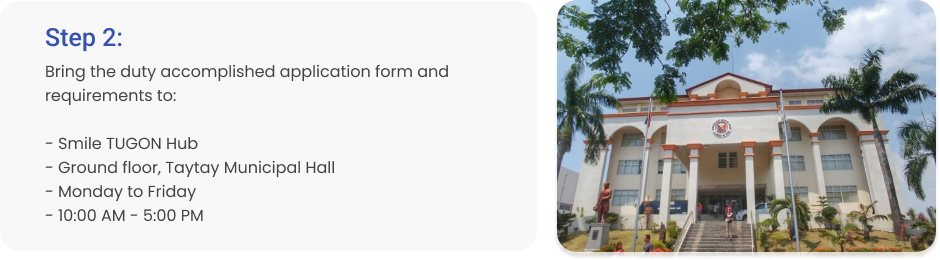 Step 2:
Bring the duty accomplished application form and
requirements to:
- Smile TUGON Hub
- Ground floor, Taytay Municipal Hall
- Monday to Friday
- 10:00 AM - 5:00 PM